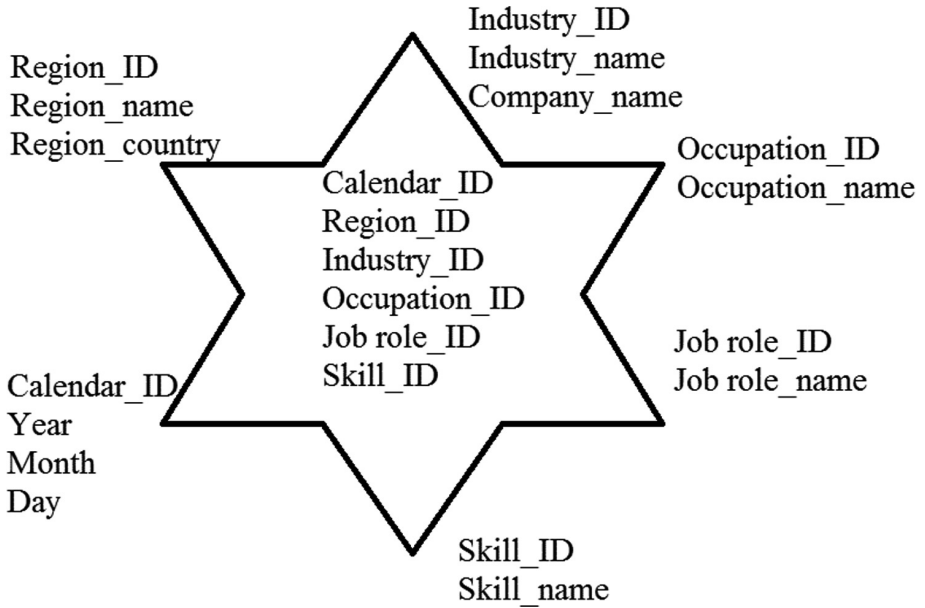 Industry_ID
Industry_name
Company_name
Region_ID
Region_name
Region_country
Occupation_ID
Occupation_name
Calendar_ID
Region_ID
Industry_ID
Occupation_ID
Job role_ID
Skill_ID
Job role_ID
Job role_name
Calendar_ID
Year
Month
Day
Skill_ID
Skill_name